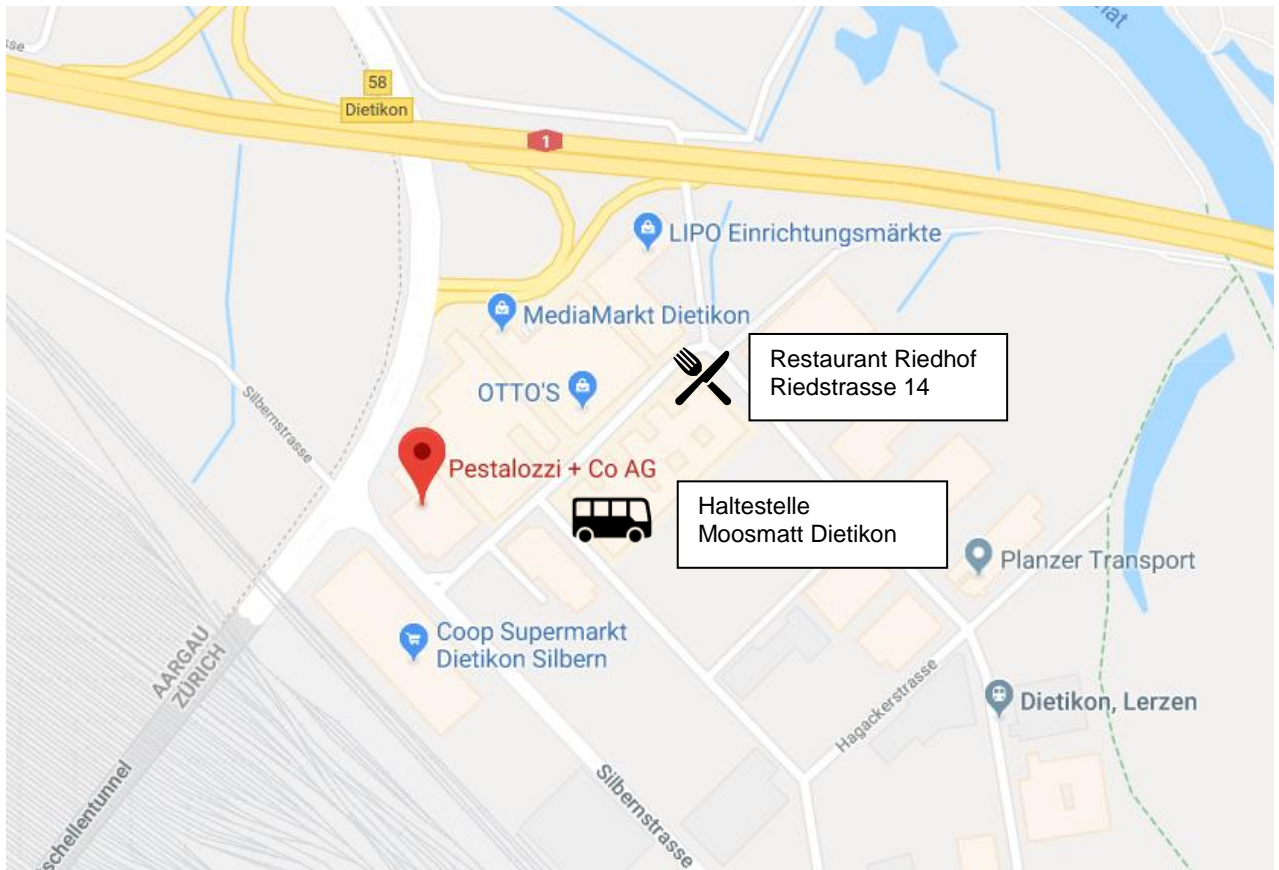 58
Dietikon
1
LIPO Einrichtungsmärkte
MediaMarkt Dietikon
Restaurant Riedhof
Riedstrasse 14
OTTO'S
Silbernstrasse
Pestalozzi + Co AG
Haltestelle
Moosmatt Dietikon
Planzer Transport
Coop Supermarkt
Dietikon Silbern
AARGAU
ZÜRICH
Hagackerstrasse
Dietikon, Lerzen
Silbernstrasse